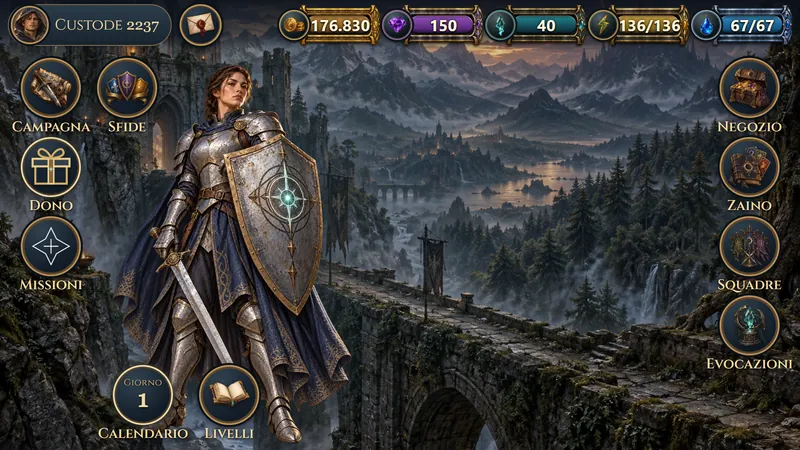 CUSTODE 2237
176.830
150
40
136/136
67/67
CAMPAGNA
SFIDE
DONO
MISSIONI
NEGOZIO
ZAINO
SQUADRE
EVOCAZIONI
GIORNO
1
CALENDARIO
LIVELLI